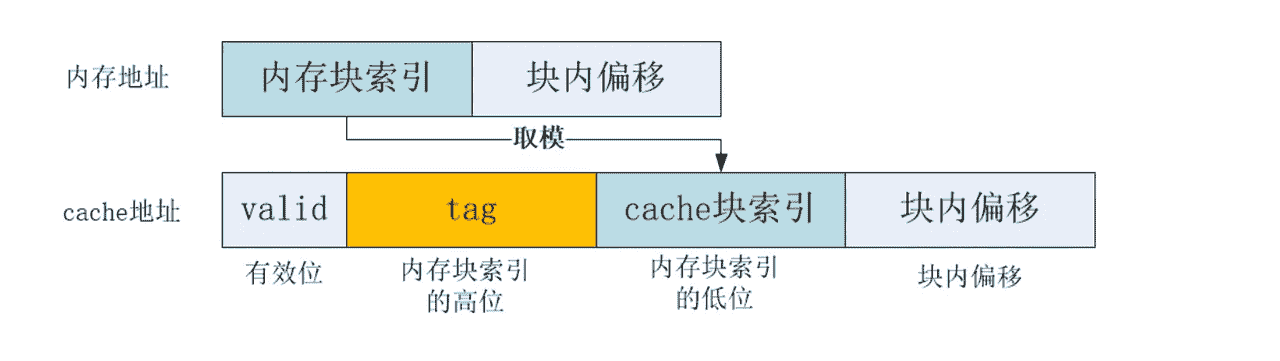 内存地址
内存块索引
块内偏移
取模
cache地址
valid
tag
cache块索引
块内偏移
有效位
内存块索引
的高位
内存块索引
的低位
块内偏移